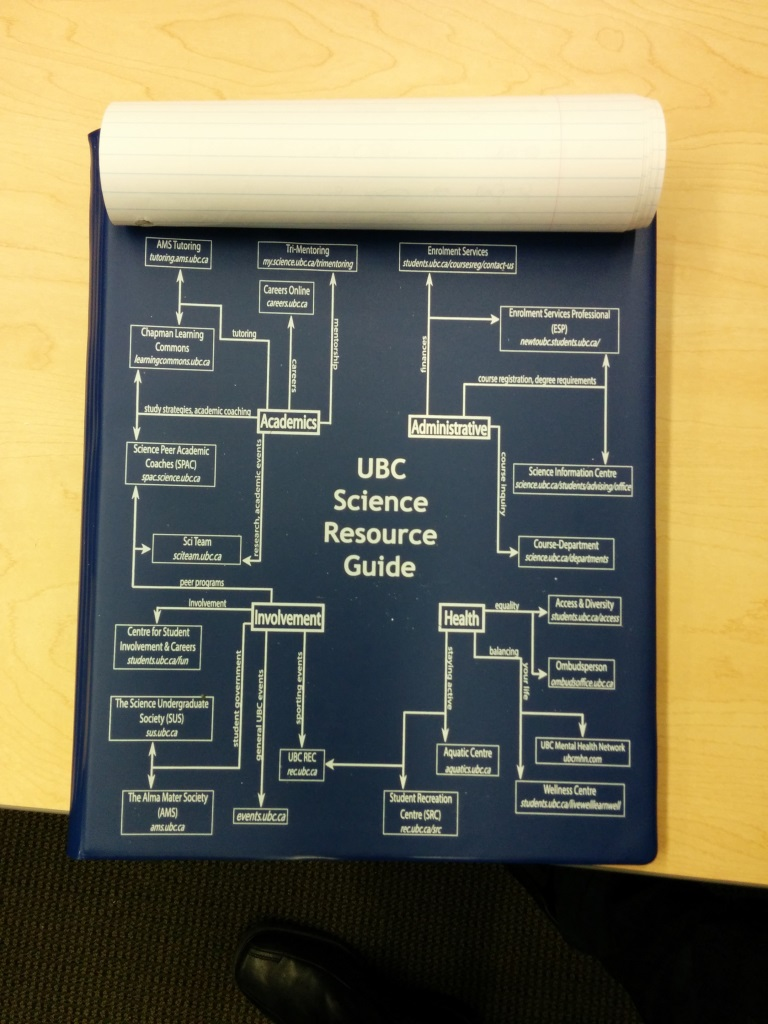 AMS Tutoring
tutoring.ams.ubc.ca
Tri-Mentoring
my.science.ubc.ca/trimentoring
Enrolment Services
students.ubc.ca/coursesreg/contact-us
Careers Online
careers.ubc.ca
Enrolment Services Professional
(ESP)
newtoubc.students.ubc.ca/
Chapman Learning
Commons
learningcommons.ubc.ca
tutoring
careers
mentorship
finances
course registration, degree requirements
study strategies, academic coaching
Academics
Administrative
Science Peer Academic
Coaches (SPAC)
spac.science.ubc.ca
research, academic events
UBC
Science
Resource
Guide
course inquiry
Science Information Centre
science.ubc.ca/students/advising/office
Sci Team
sciteam.ubc.ca
Course-Department
science.ubc.ca/departments
peer programs
Involvement
Involvement
Health
equality
Access & Diversity
students.ubc.ca/access
Centre for Student
Involvement & Careers
students.ubc.ca/fun
student government
general UBC events
sporting events
staying active
balancing
your life
Ombudsperson
ombudsoffice.ubc.ca
The Science Undergraduate
Society (SUS)
sus.ubc.ca
UBC REC
rec.ubc.ca
Aquatic Centre
aquatics.ubc.ca
UBC Mental Health Network
ubcmhn.com
The Alma Mater Society
(AMS)
ams.ubc.ca
events.ubc.ca
Student Recreation
Centre (SRC)
rec.ubc.ca/src
Wellness Centre
students.ubc.ca/livewelllearnwell